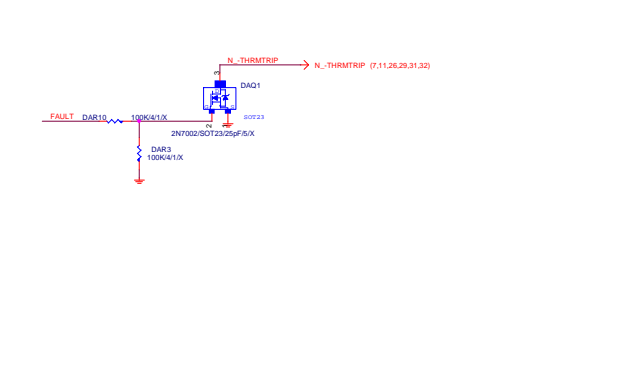 N_-THRMTRIP
N_-THRMTRIP (7,11,26,29,31,32)
3
DAQ1
SOT23
FAULT DAR10 100K/4/1/X
2
2N7002/SOT23/25pF/5/X
DAR3
100K/4/1/X